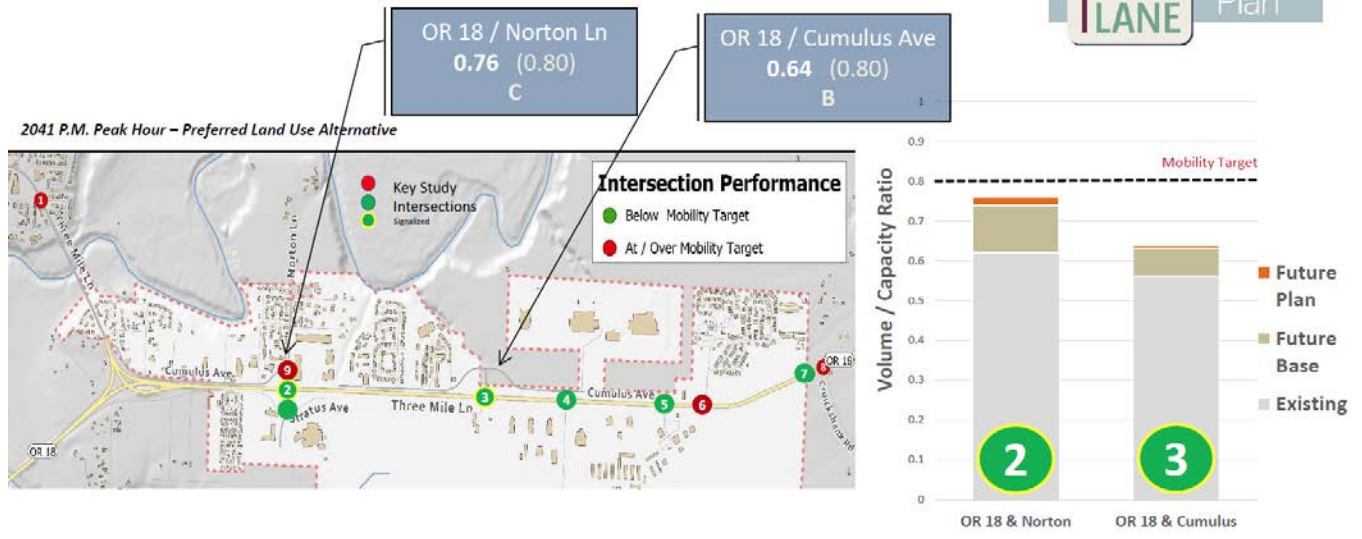 LANE
Plan
OR 18 / Norton Ln
0.76 (0.80)
C
OR 18 / Cumulus Ave
0.64 (0.80)
B
2041 P.M. Peak Hour – Preferred Land Use Alternative
Key Study
Intersections
Signalized
Intersection Performance
Below Mobility Target
At / Over Mobility Target
1
Three Mile Ln
Norton Ln
Cumulus Ave
9
2
Stratus Ave
Three Mile Ln
3
4
Cumulus Ave
5
6
7
8
OR 18
Cruickshank Rd
OR 18
Volume / Capacity Ratio
1
0.9
0.8
0.7
0.6
0.5
0.4
0.3
0.2
0.1
0
Mobility Target
2
3
OR 18 & Norton
OR 18 & Cumulus
Future
Plan
Future
Base
Existing